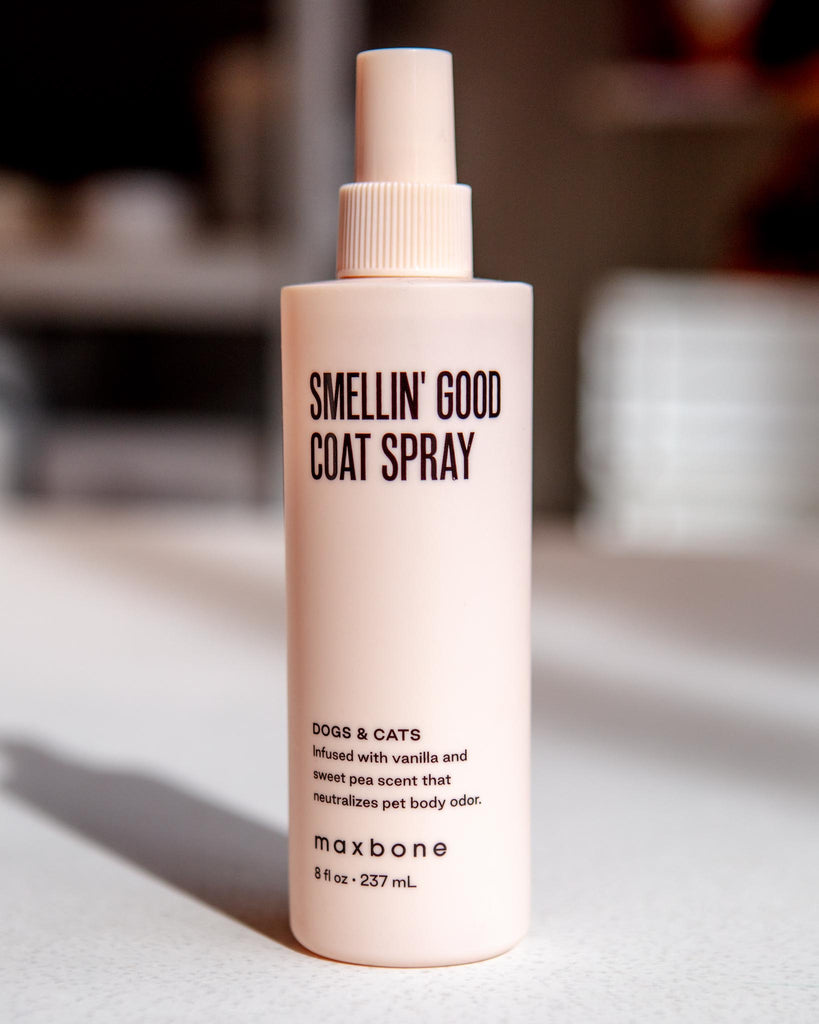 SMELLIN' GOOD
COAT SPRAY
DOGS & CATS
Infused with vanilla and
sweet pea scent that
neutralizes pet body odor.
maxbone
8 fl oz • 237 mL